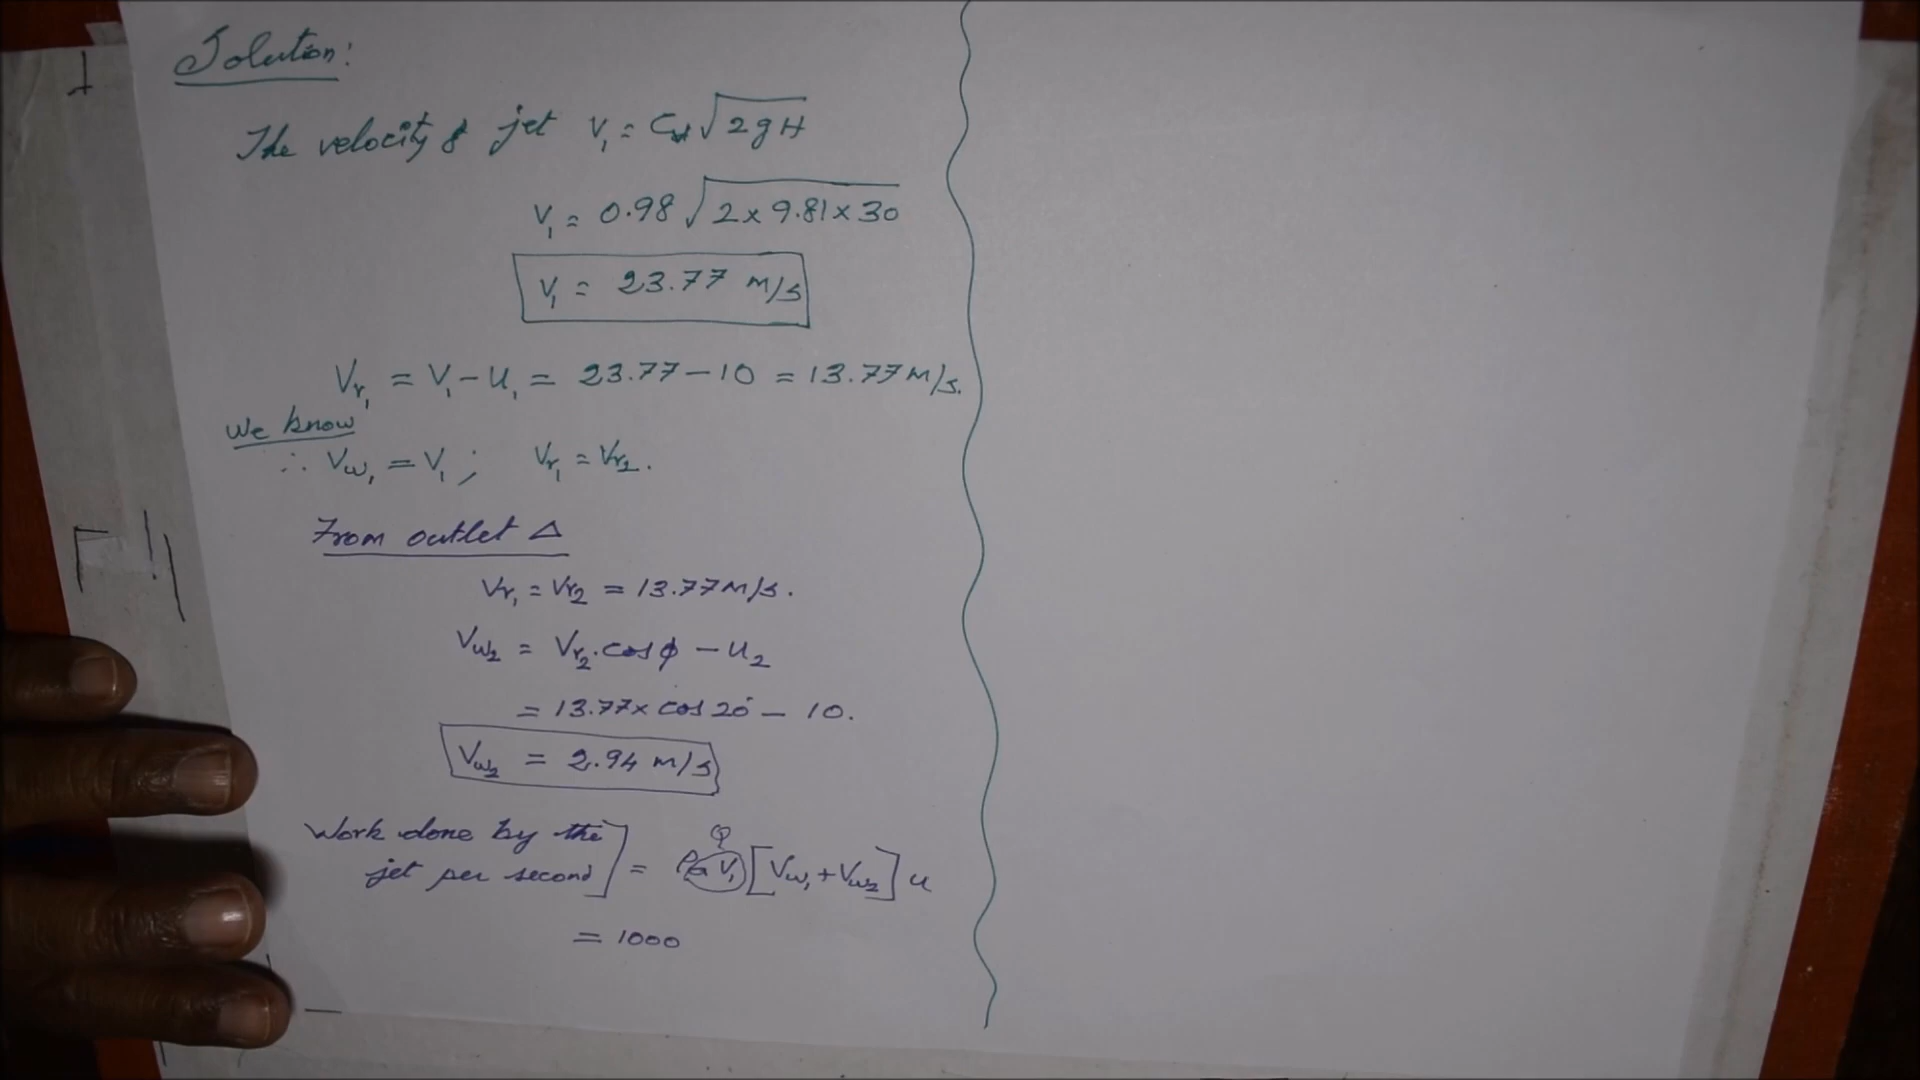 Solution:
The velocity of jet V₁ = Cv √2gH
V₁ = 0.98 √2 x 9.81 x 30
V₁ = 23.77 m/s
Vr₁ = V₁ - u₁ = 23.77 - 10 = 13.77 m/s.
We know
∴ Vw₁ = V₁ ; Vr₁ = Vr₂.
From outlet Δ
Vr₁ = Vr₂ = 13.77 m/s.
Vw₂ = Vr₂ . cos ϕ - u₂
= 13.77 x cos 20° - 10.
Vw₂ = 2.94 m/s
Work done by the
jet per second] = ρaV₁ [Vw₁ + Vw₂] u
Q
= 1000